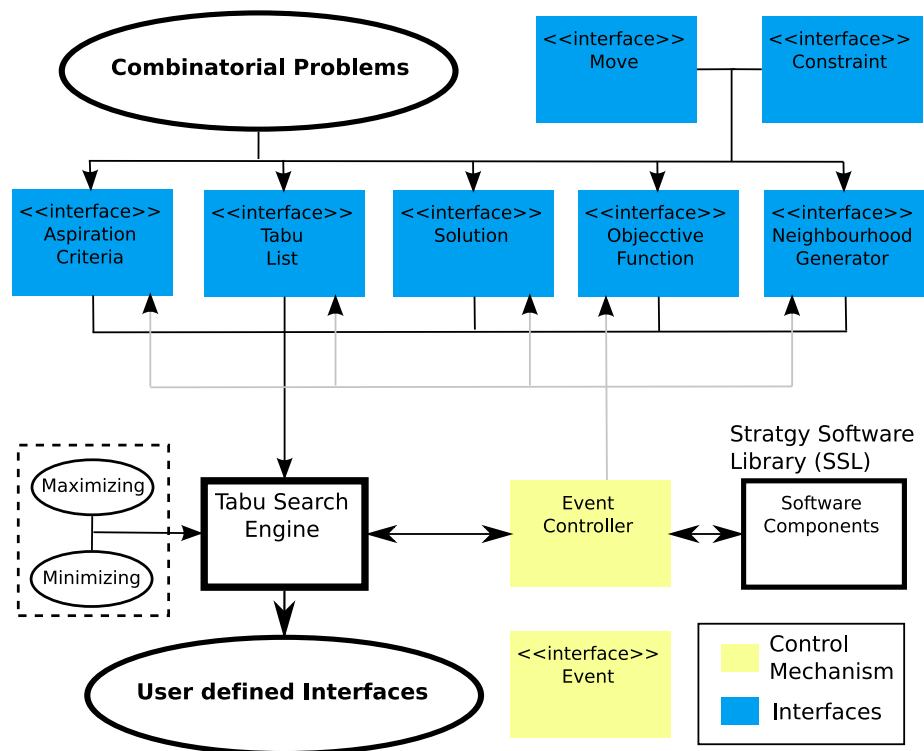 Combinatorial Problems
<<interface>>
Move
<<interface>>
Constraint
<<interface>>
Aspiration
Criteria
<<interface>>
Tabu
List
<<interface>>
Solution
<<interface>>
Objecctive
Function
<<interface>>
Neighbourhood
Generator
Stratgy Software
Library (SSL)
Maximizing
Minimizing
Tabu Search
Engine
Event
Controller
Software
Components
User defined Interfaces
<<interface>>
Event
Control
Mechanism
Interfaces